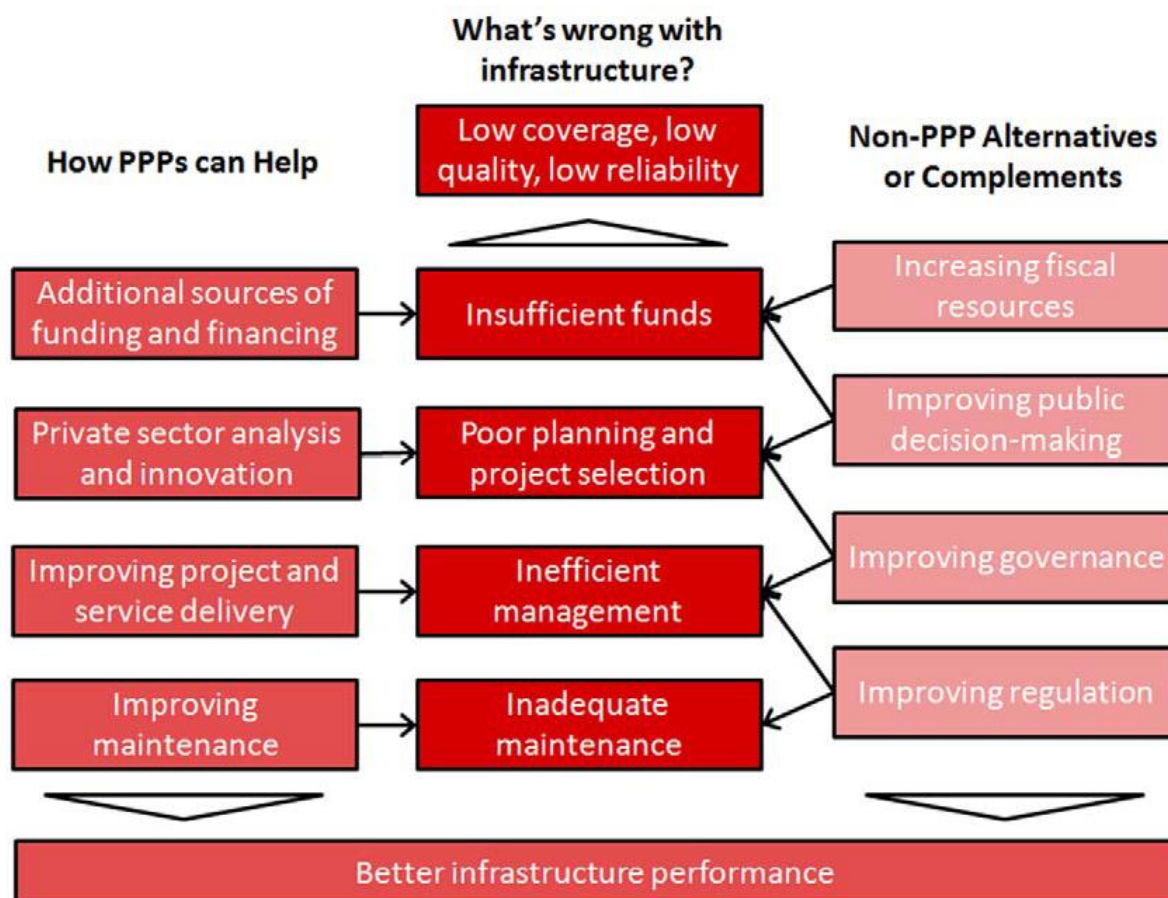 What's wrong with
infrastructure?
Low coverage, low
quality, low reliability
How PPPs can Help
Non-PPP Alternatives
or Complements
Additional sources of
funding and financing
Insufficient funds
Increasing fiscal
resources
Private sector analysis
and innovation
Poor planning and
project selection
Improving public
decision-making
Improving project and
service delivery
Inefficient
management
Improving governance
Improving
maintenance
Inadequate
maintenance
Improving regulation
Better infrastructure performance